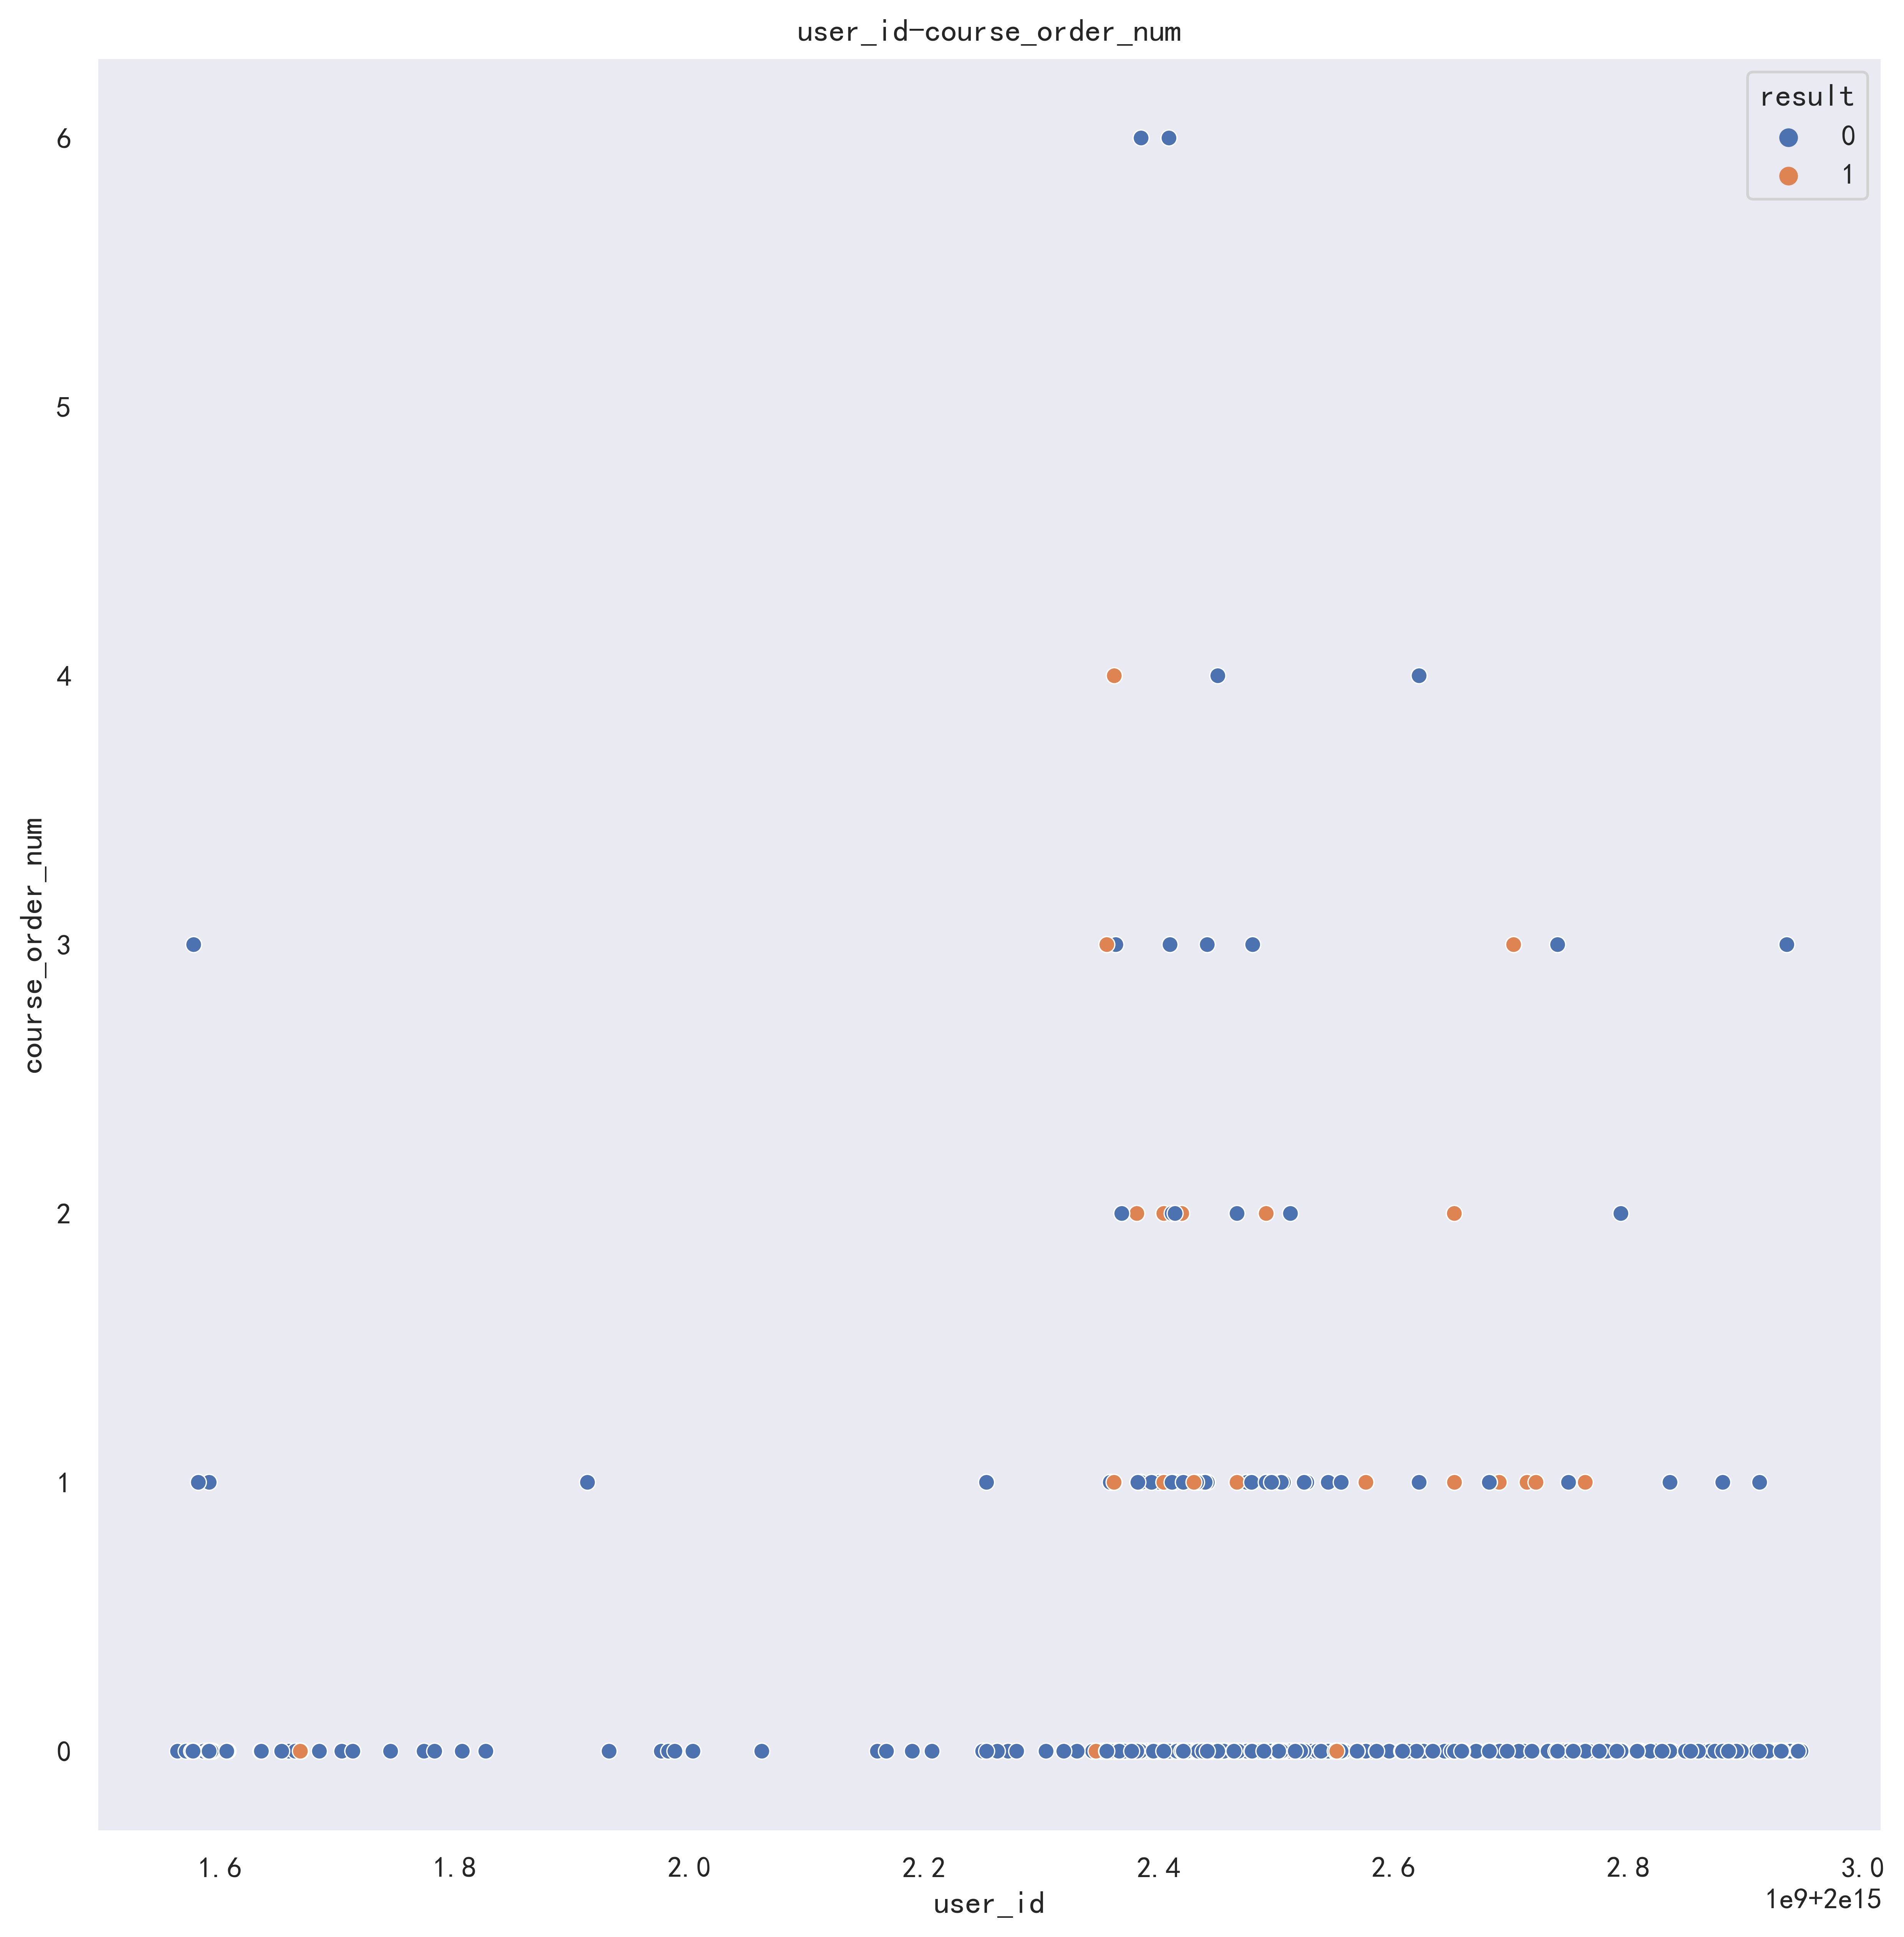 user_id-course_order_num
result
0
1
6
5
4
3
2
1
0
course_order_num
1.6 1.8 2.0 2.2 2.4 2.6 2.8 3.0
1e9+2e15
user_id